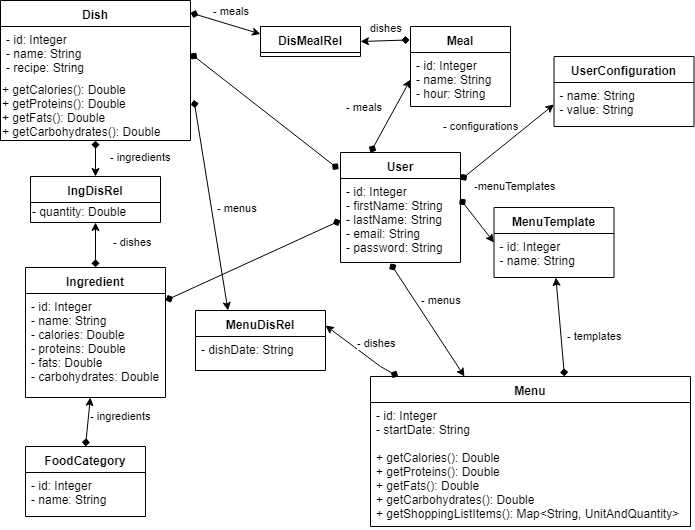 Dish
- id: Integer
- name: String
- recipe: String
+ getCalories(): Double
+ getProteins(): Double
+ getFats(): Double
+ getCarbohydrates(): Double
- meals
DisMealRel
dishes
Meal
- id: Integer
- name: String
- hour: String
UserConfiguration
- name: String
- value: String
- meals
- configurations
- ingredients
IngDisRel
- quantity: Double
- dishes
- menus
User
- id: Integer
- firstName: String
- lastName: String
- email: String
- password: String
-menuTemplates
MenuTemplate
- id: Integer
- name: String
Ingredient
- id: Integer
- name: String
- calories: Double
- proteins: Double
- fats: Double
- carbohydrates: Double
MenuDisRel
- dishDate: String
- menus
- dishes
- templates
- ingredients
FoodCategory
- id: Integer
- name: String
Menu
- id: Integer
- startDate: String
+ getCalories(): Double
+ getProteins(): Double
+ getFats(): Double
+ getCarbohydrates(): Double
+ getShoppingListItems(): Map<String, UnitAndQuantity>